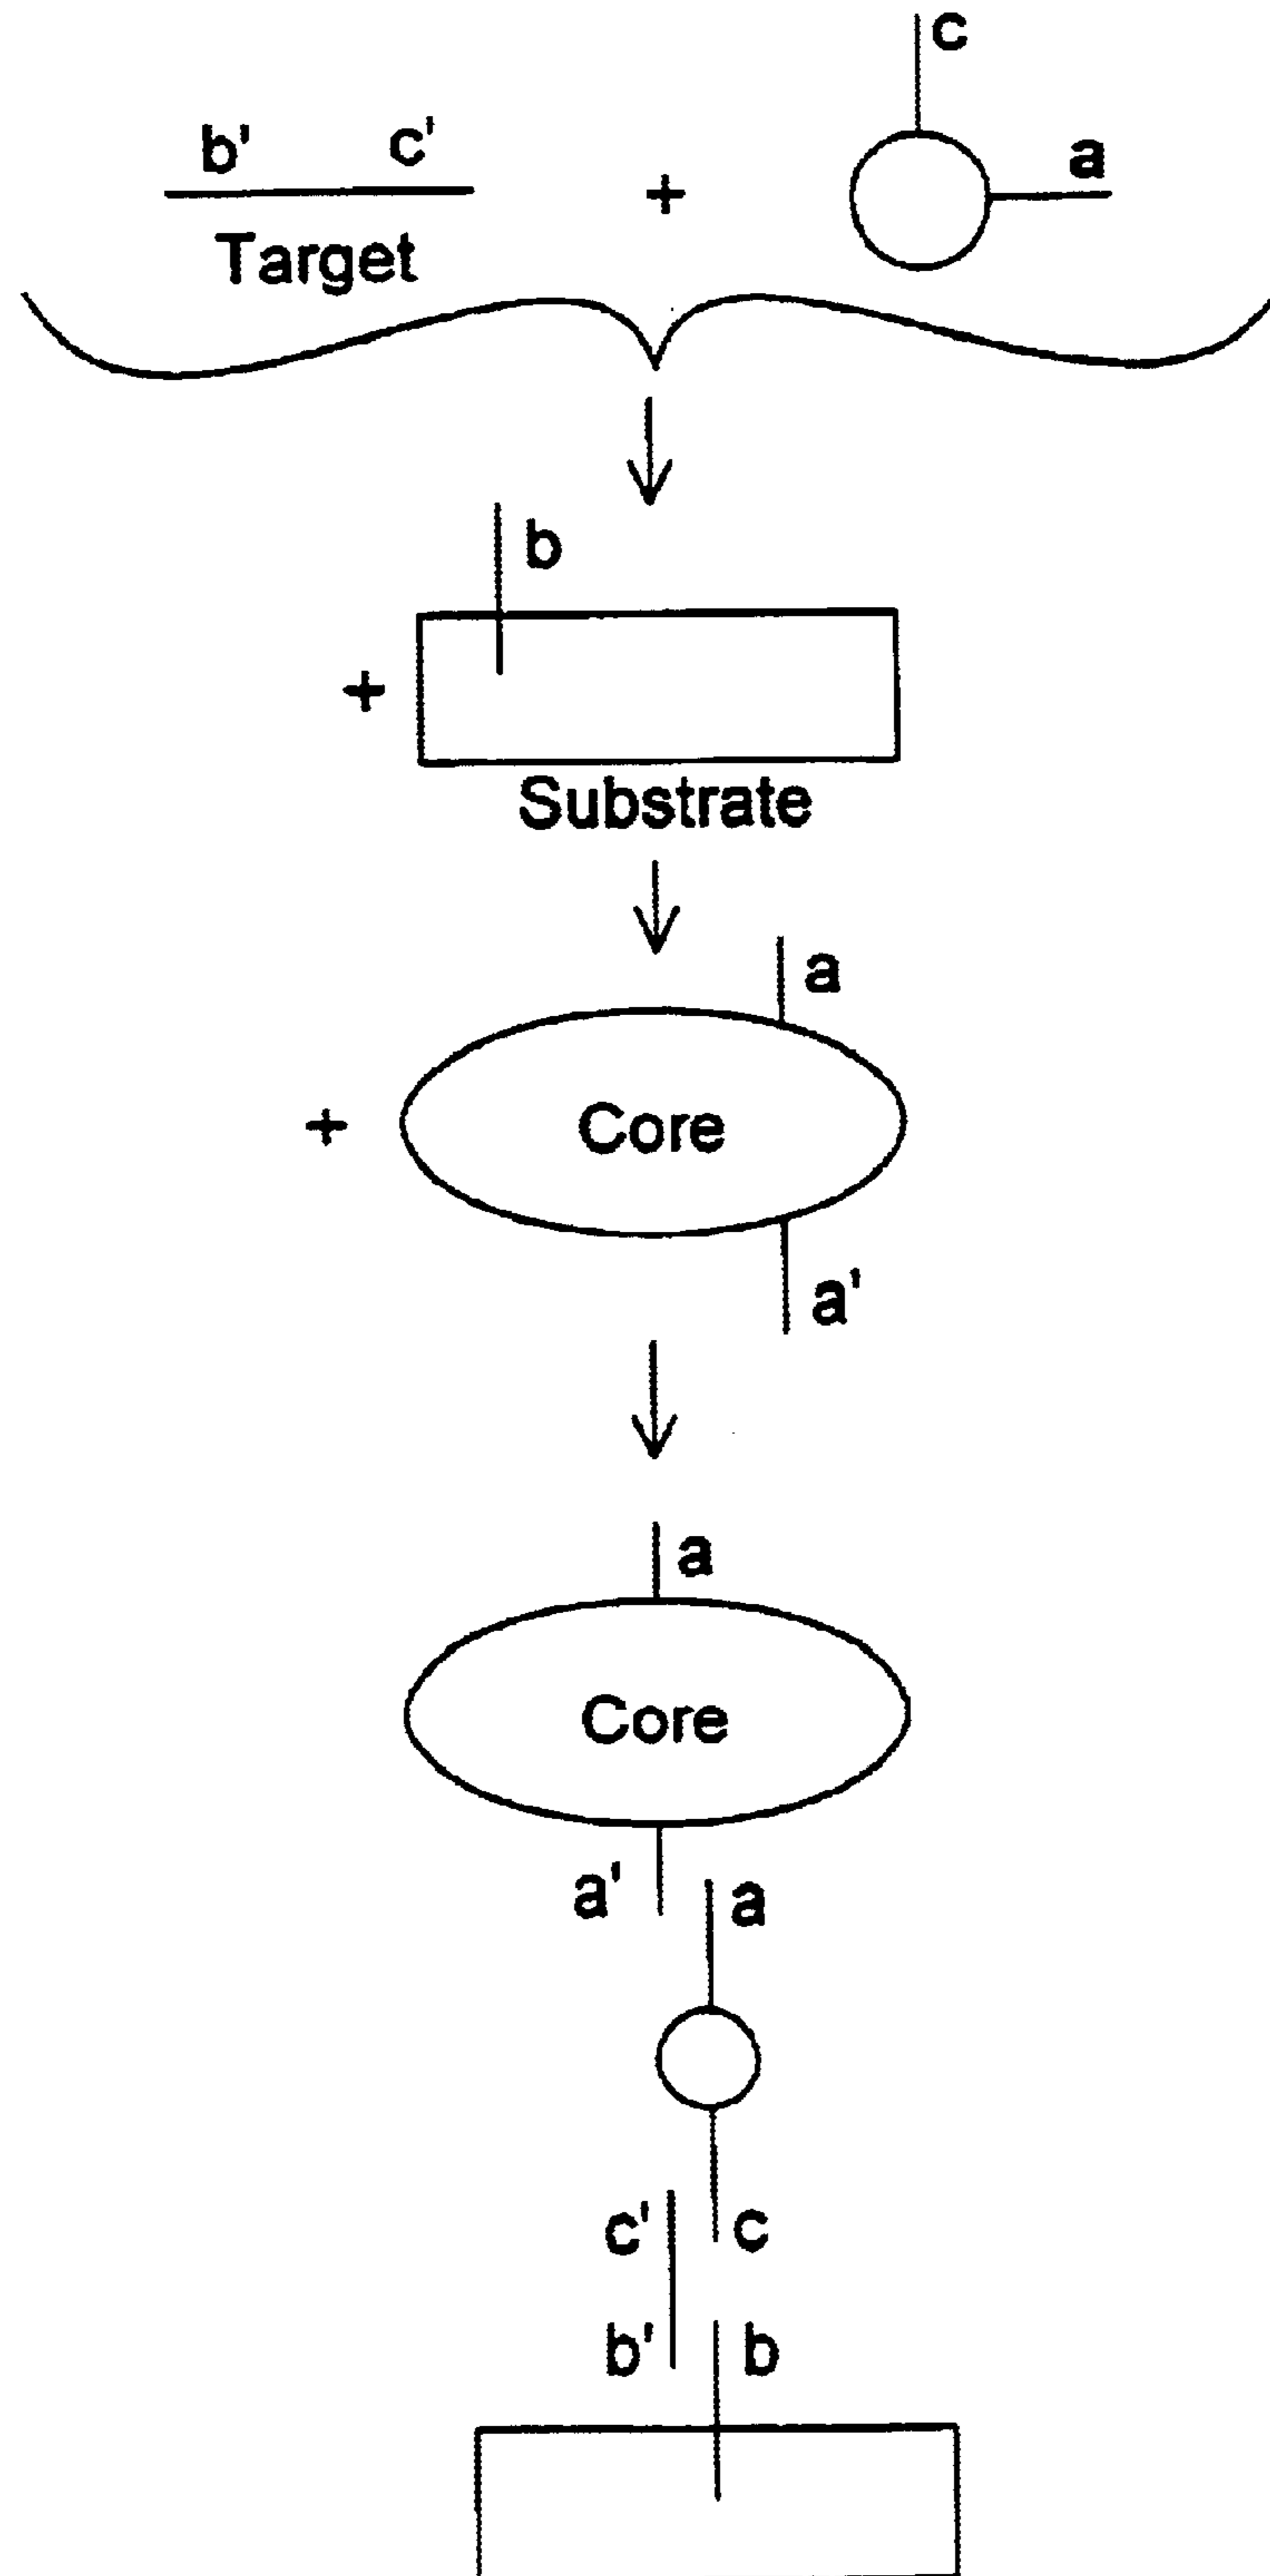 c
b' c' + a
Target
b
+
Substrate
a
+ Core
a'
a
Core
a' a
c' c
b' b